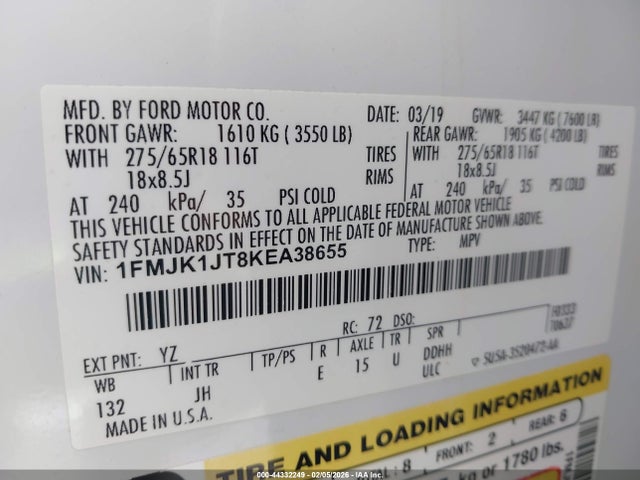 MFD. BY FORD MOTOR CO. DATE: 03/19 GVWR: 3447 KG (7600 LB)
FRONT GAWR: 1610 KG (3550 LB) REAR GAWR: 1905 KG (4200 LB)
WITH 275/65R18 116T TIRES WITH 275/65R18 116T TIRES
18x8.5J RIMS 18x8.5J RIMS
AT 240 kPa/ 35 PSI COLD AT 240 kPa/ 35 PSI COLD
THIS VEHICLE CONFORMS TO ALL APPLICABLE FEDERAL MOTOR VEHICLE
SAFETY STANDARDS IN EFFECT ON THE DATE OF MANUFACTURE SHOWN ABOVE.
VIN: 1FMJK1JT8KEA38655 TYPE: MPV
EXT PNT: YZ RC: 72 DSO:
WB INT TR TP/PS R AXLE TR SPR
132 JH E 15 U DDHH
ULC
SUSA-3520472-AA
MADE IN U.S.A.
TIRE AND LOADING INFORMATION
: 8 FRONT: 2 REAR: 6
kg or 1780 lbs.
000-44332249 - 02/05/2026 - IAA Inc.